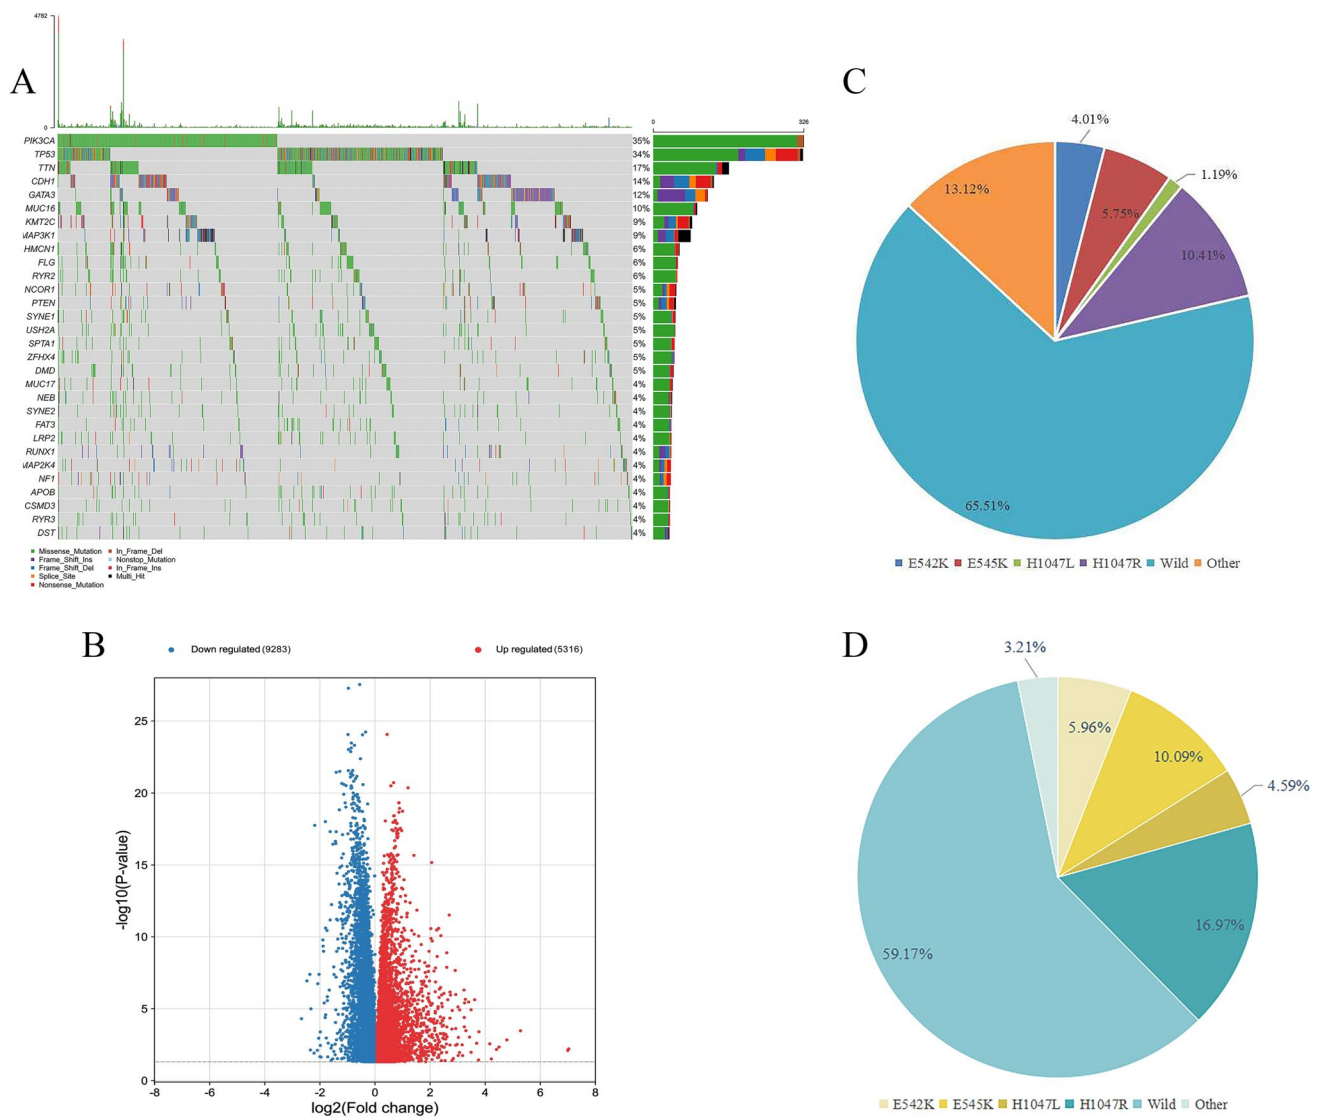 A
4782
0
0
326
PIK3CA 35%
TP53 34%
TTN 17%
CDH1 14%
GATA3 12%
MUC16 10%
KMT2C 9%
MAP3K1 9%
HMCN1 6%
FLG 6%
RYR2 6%
NCOR1 5%
PTEN 5%
SYNE1 5%
USH2A 5%
SPTA1 5%
ZFHX4 5%
DMD 5%
MUC17 4%
NEB 4%
SYNE2 4%
FAT3 4%
LRP2 4%
RUNX1 4%
MAP2K4 4%
NF1 4%
APOB 4%
CSMD3 4%
RYR3 4%
DST 4%
Missense_Mutation In_Frame_Del
Frame_Shift_Ins Nonstop_Mutation
Frame_Shift_Del In_Frame_Ins
Splice_Site Multi_Hit
Nonsense_Mutation
B
Down regulated (9283) Up regulated (5316)
-log10(P-value)
25
20
15
10
5
0
-8 -6 -4 -2 0 2 4 6 8
log2(Fold change)
C
4.01%
1.19%
13.12%
5.75%
10.41%
65.51%
E542K E545K H1047L H1047R Wild Other
D
3.21%
5.96%
10.09%
4.59%
16.97%
59.17%
E542K E545K H1047L H1047R Wild Other